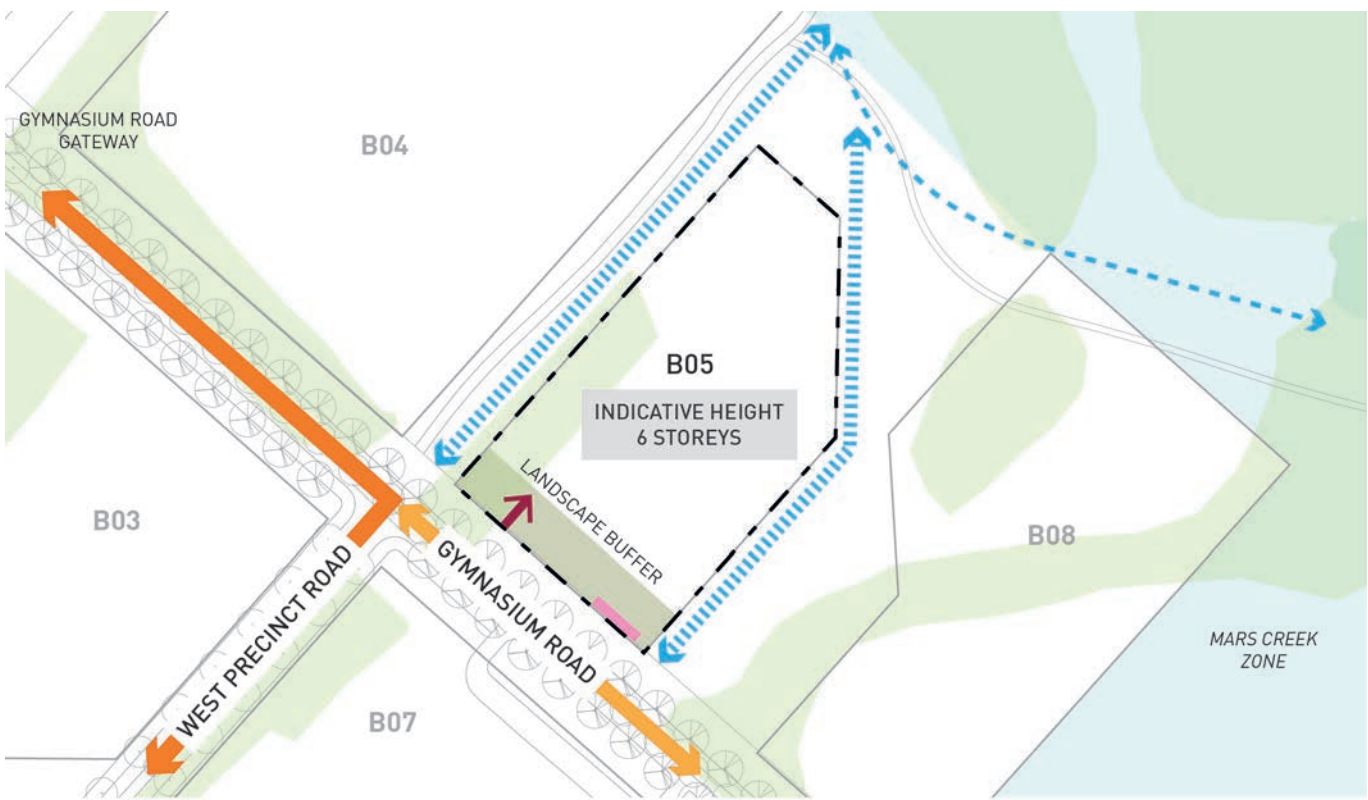 GYMNASIUM ROAD
GATEWAY
B04
B05
INDICATIVE HEIGHT
6 STOREYS
LANDSCAPE BUFFER
B03
GYMNASIUM ROAD
WEST PRECINCT ROAD
B08
MARS CREEK
ZONE
B07